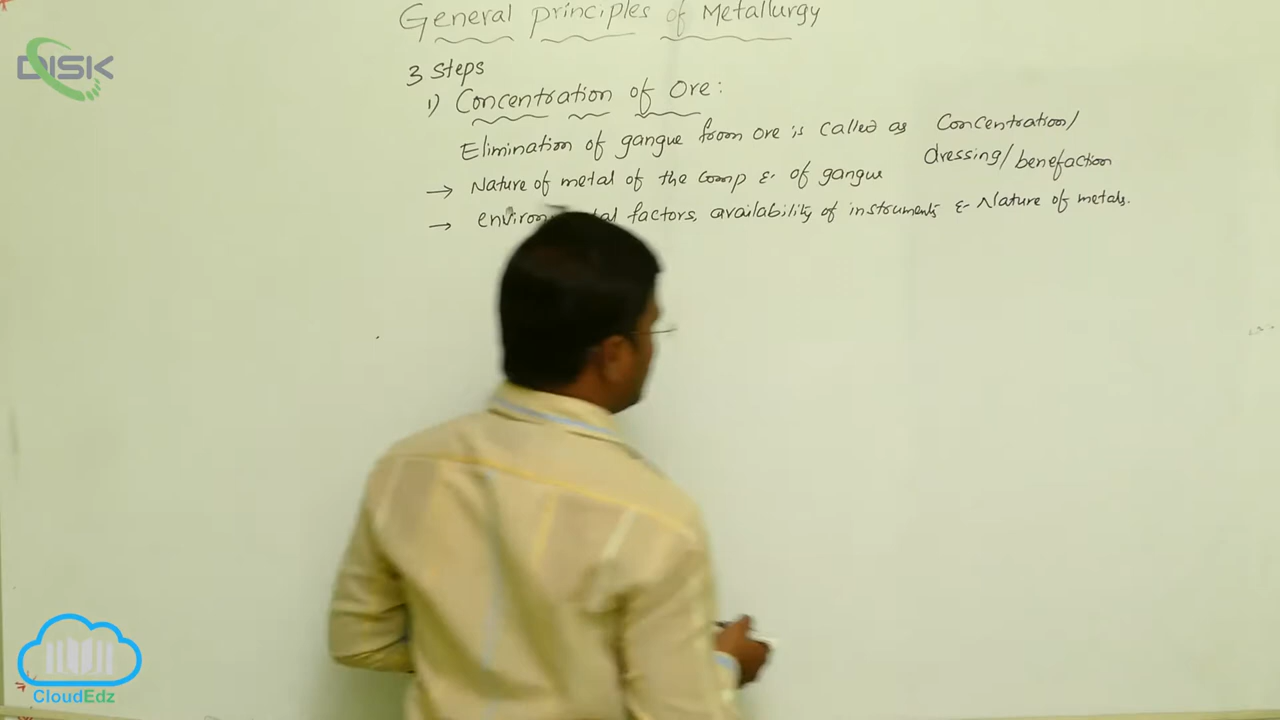 General principles of Metallurgy
3 steps
1) Concentration of Ore:
Elimination of gangue from ore is called as Concentration/
dressing/benefaction
→ Nature of metal of the comp & of gangue
→ factors, availability of instruments & Nature of metals.
DISK
CloudEdz